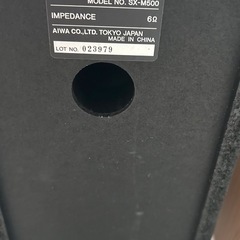 MODEL NO. SX-M500
IMPEDANCE 6Ω
AIWA CO.,LTD. TOKYO JAPAN
MADE IN CHINA
LOT NO. 023979